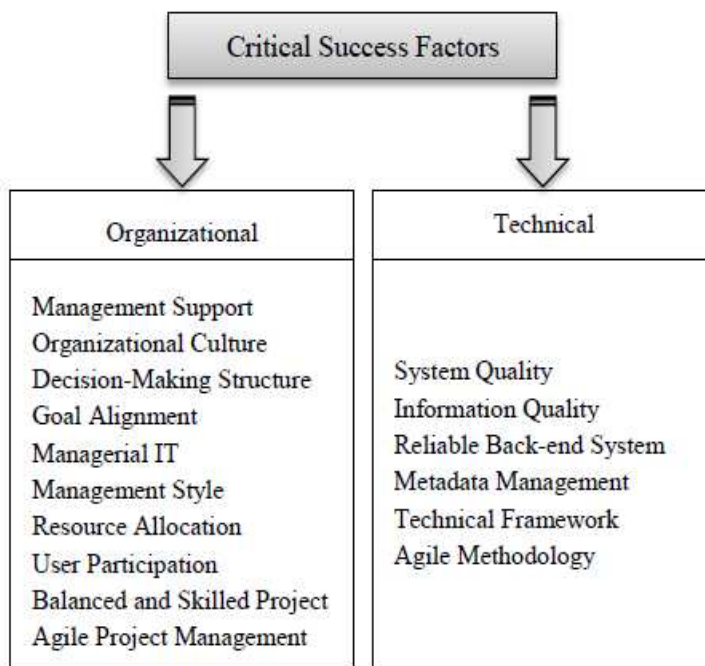 Critical Success Factors
Organizational
Management Support
Organizational Culture
Decision-Making Structure
Goal Alignment
Managerial IT
Management Style
Resource Allocation
User Participation
Balanced and Skilled Project
Agile Project Management
Technical
System Quality
Information Quality
Reliable Back-end System
Metadata Management
Technical Framework
Agile Methodology